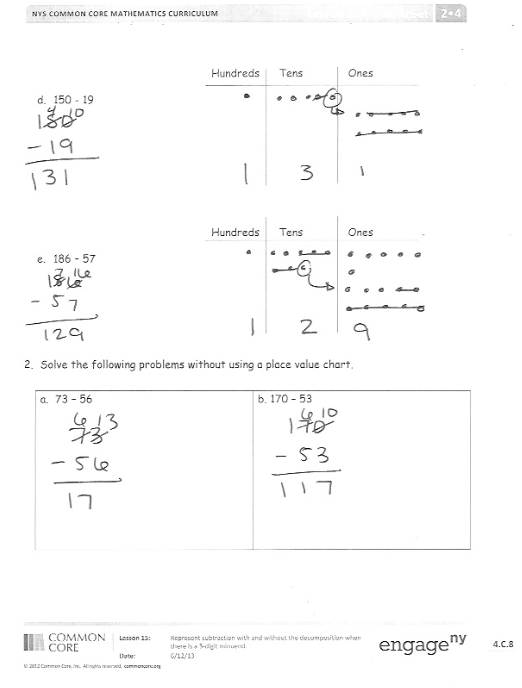 NYS COMMON CORE MATHEMATICS CURRICULUM 2•4
Hundreds Tens Ones
d. 150 - 19
4 10
150
- 19
131
1 3 1
Hundreds Tens Ones
e. 186 - 57
7 16
186
- 57
129
1 2 9
2. Solve the following problems without using a place value chart.
a. 73 - 56
6 13
73
- 56
17
b. 170 - 53
6 10
170
- 53
117
COMMON CORE
Lesson 13:
Represent subtraction with and without the decomposition when
there is a 3-digit minuend.
Date:
6/12/13
engageny
4.C.8
© 2012 Common Core, Inc. All rights reserved. commoncore.org